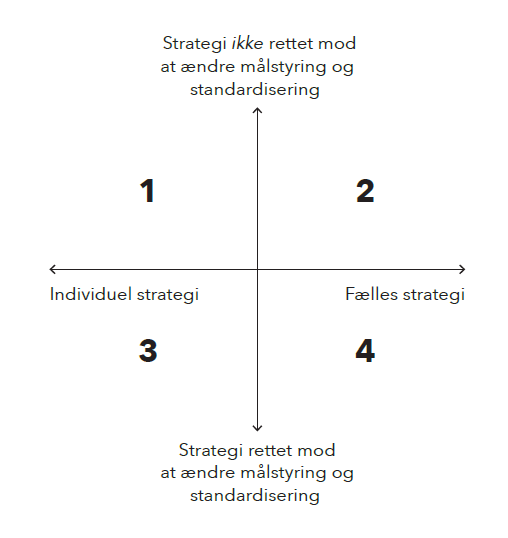 Strategi ikke rettet mod
at ændre målstyring og
standardisering
1
2
Individuel strategi
Fælles strategi
3
4
Strategi rettet mod
at ændre målstyring og
standardisering